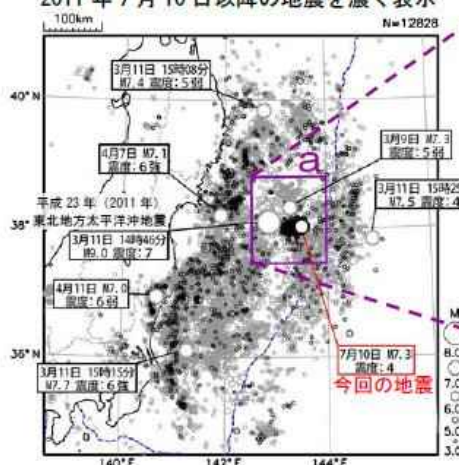 2011年7月10日以降の地震を濃く表示
100km
N=12828
3月11日 15時08分
M7.4 震度：5弱
40°N
4月7日 M7.1
震度：6強
3月9日 M7.3
震度：5弱
a
3月11日 15時25分
M7.5 震度：4
平成23年（2011年）
東北地方太平洋沖地震
38°N
3月11日 14時46分
M9.0 震度：7
4月11日 M7.0
震度：6弱
M
8.0
7.0
6.0
5.0
3.0
36°N
3月11日 15時15分
M7.7 震度：6強
7月10日 M7.3
震度：4
今回の地震
140°E
142°E
144°E